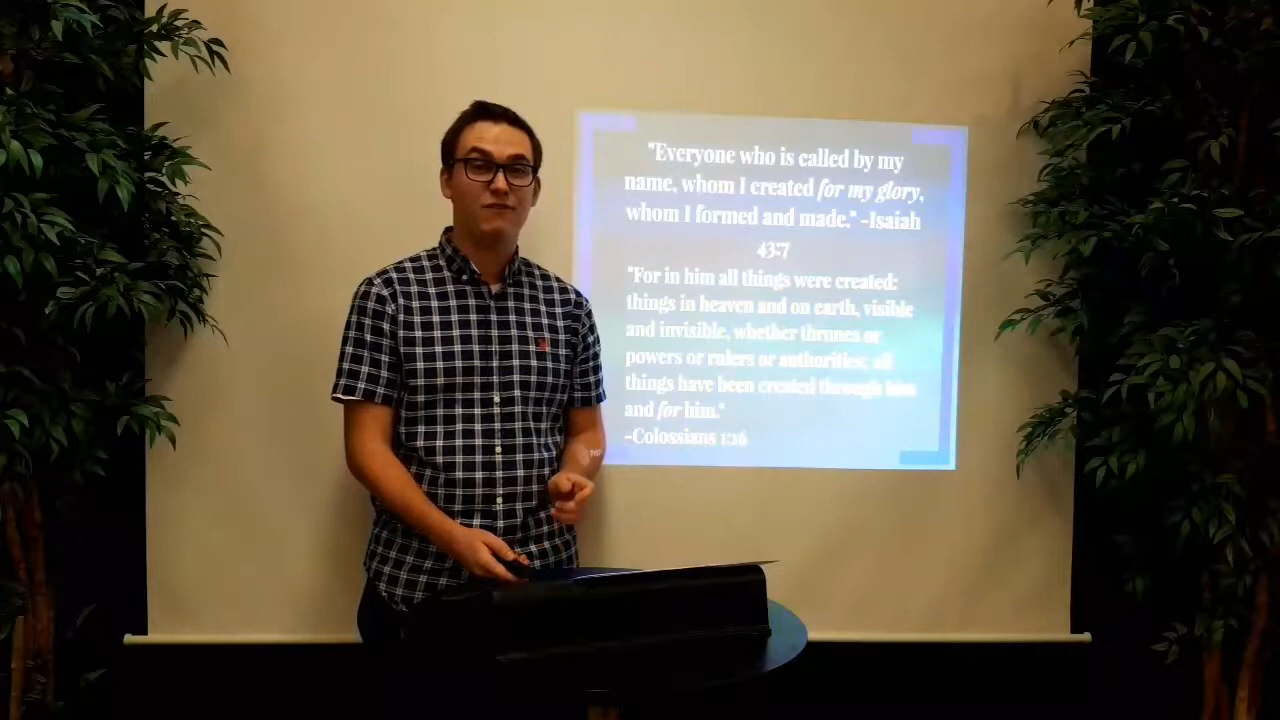 "Everyone who is called by my
name, whom I created for my glory,
whom I formed and made." -Isaiah
43:7
"For in him all things were created:
things in heaven and on earth, visible
and invisible, whether thrones or
powers or rulers or authorities; all
things have been created through him
and for him."
-Colossians 1:16